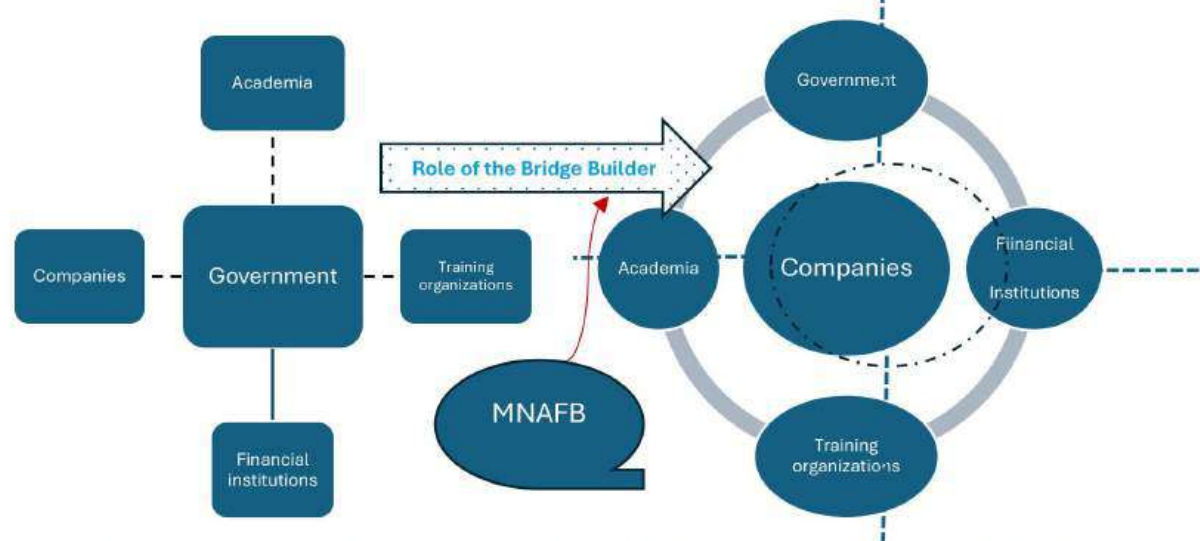 Academia
Companies
Government
Training
organizations
Financial
institutions
Role of the Bridge Builder
MNAFB
Government
Academia
Companies
Fiinancial
Institutions
Training
organizations